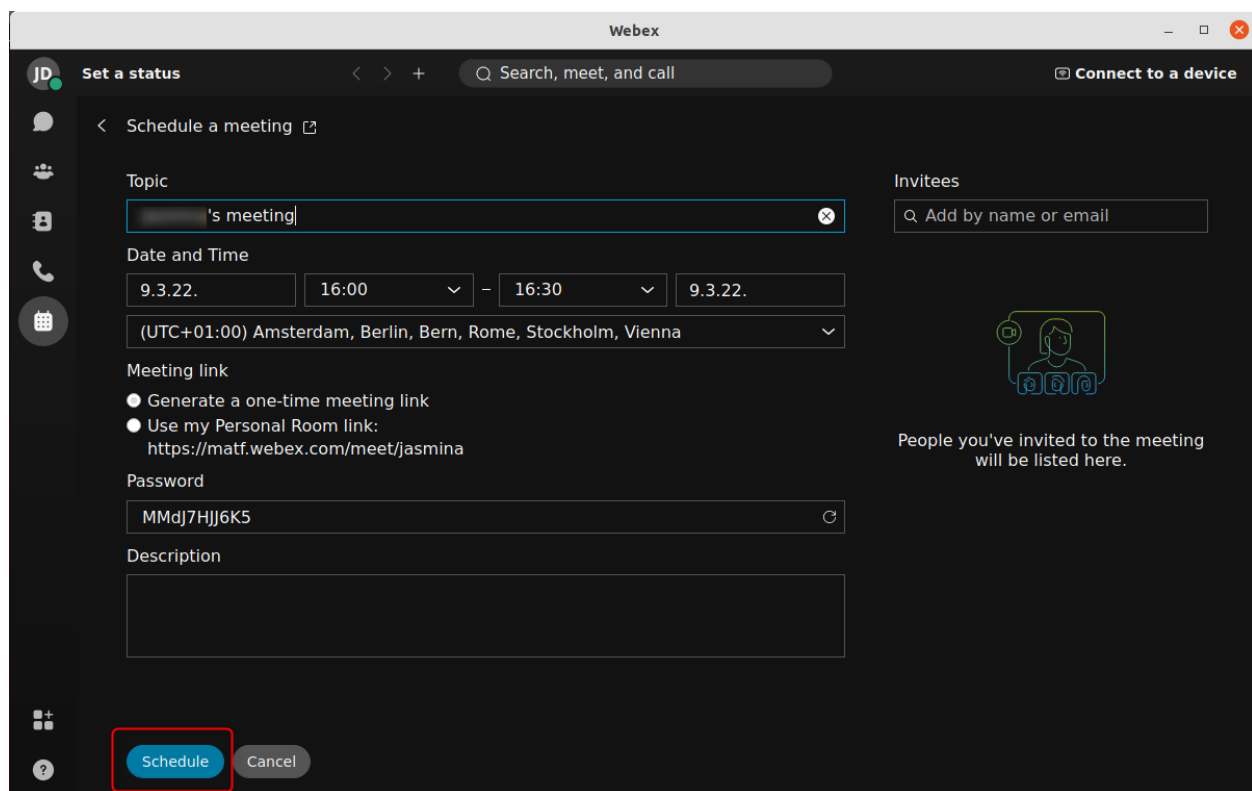 Webex
JD Set a status Search, meet, and call Connect to a device
Schedule a meeting
Topic Invitees
's meeting Add by name or email
Date and Time
9.3.22. 16:00 – 16:30 9.3.22.
(UTC+01:00) Amsterdam, Berlin, Bern, Rome, Stockholm, Vienna
Meeting link
Generate a one-time meeting link
Use my Personal Room link:
https://matf.webex.com/meet/jasmina
People you've invited to the meeting
will be listed here.
Password
MMdJ7HJJ6K5
Description
Schedule Cancel